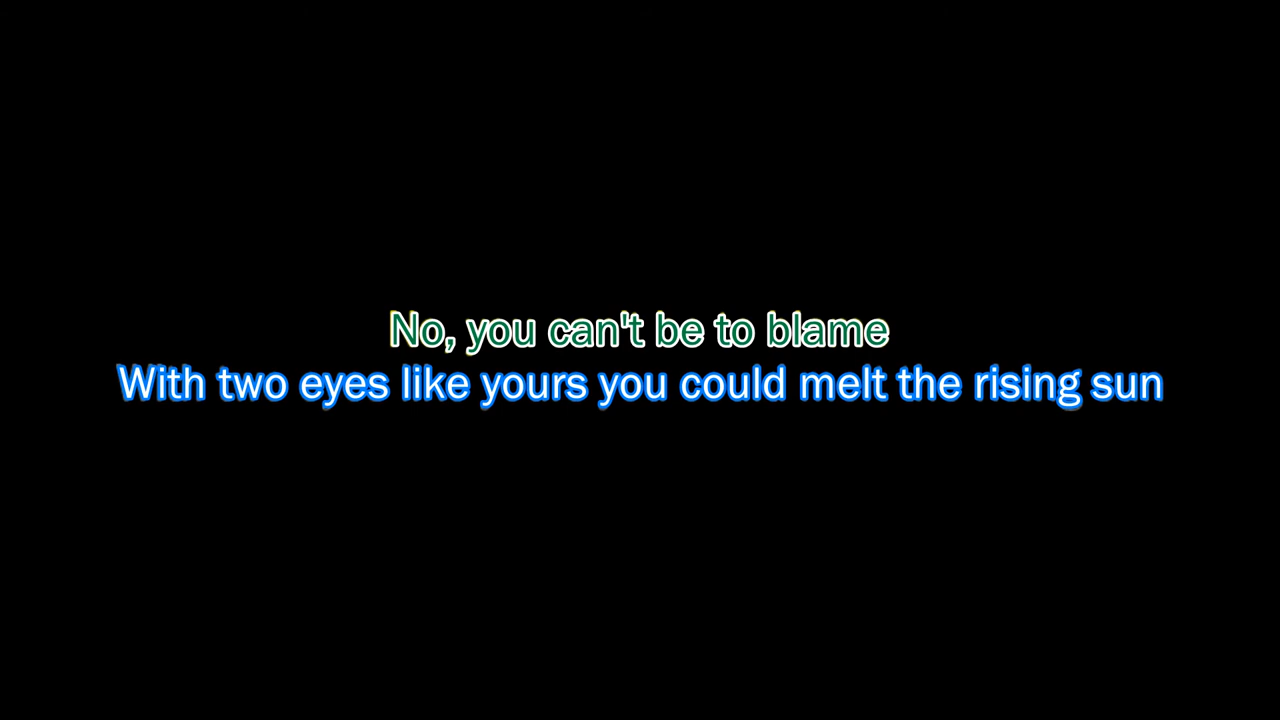 No, you can't be to blame
With two eyes like yours you could melt the rising sun